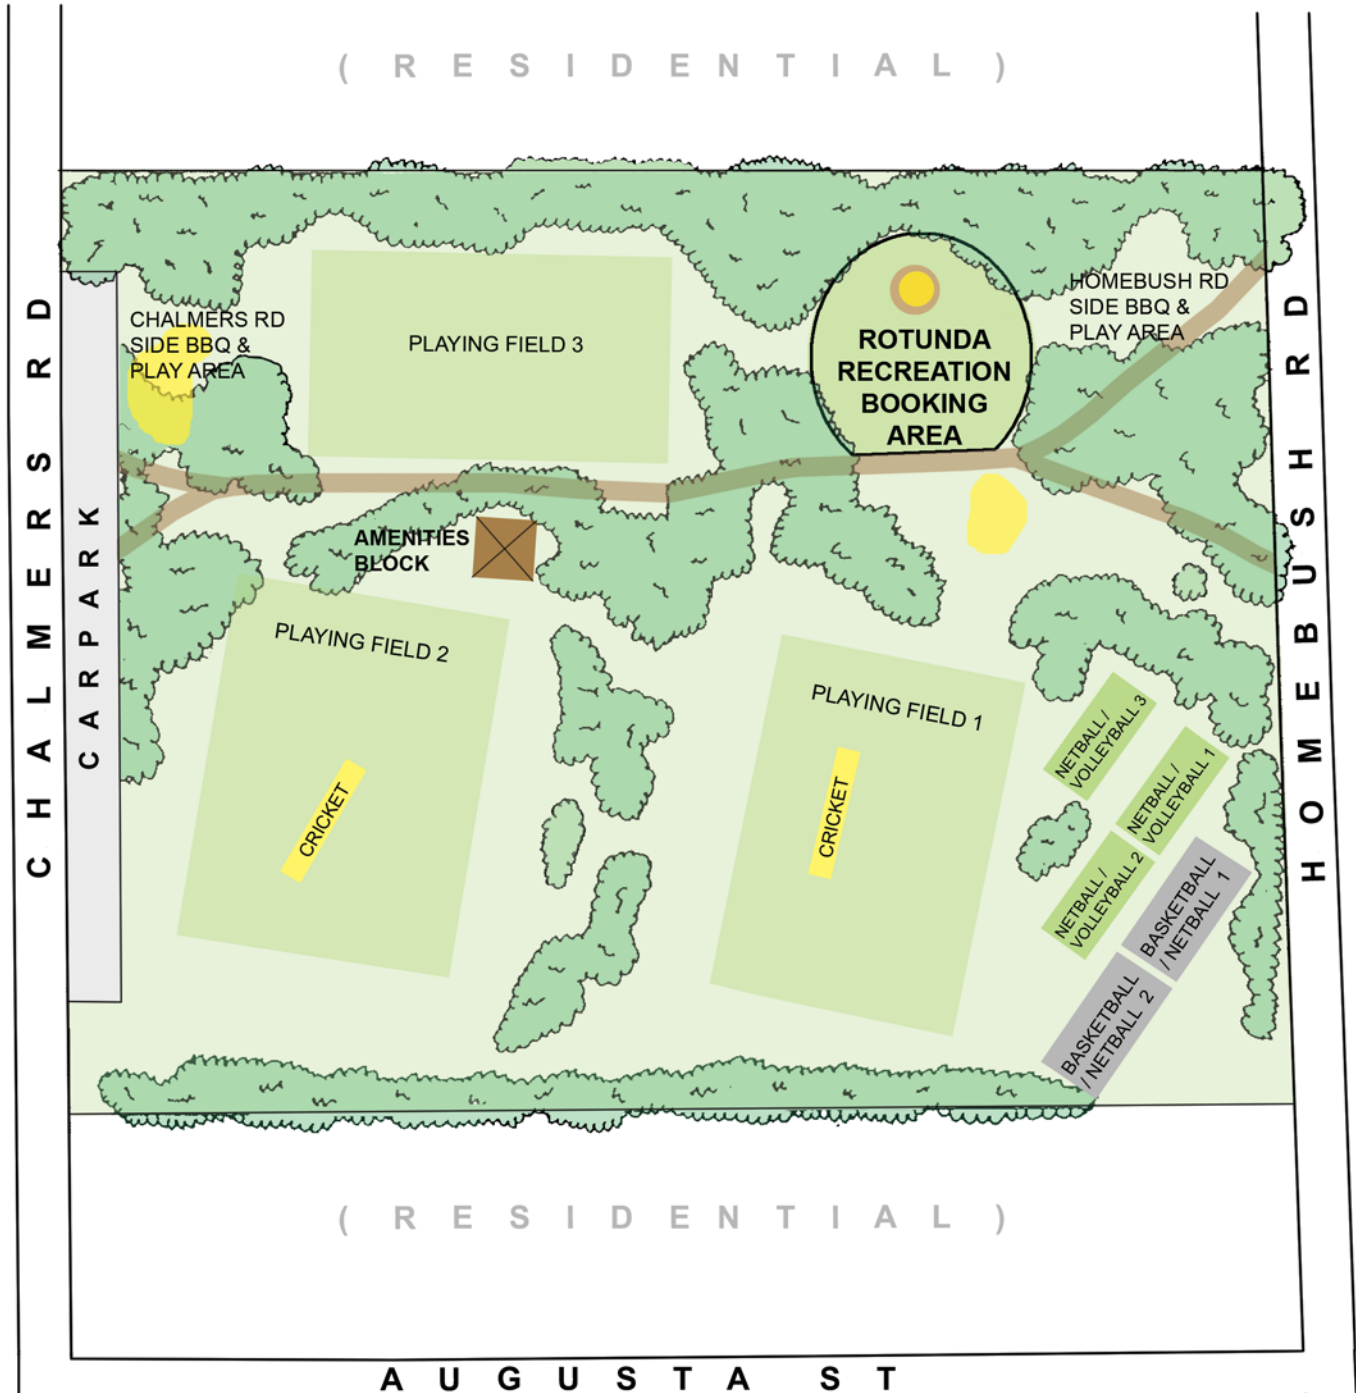 ( R E S I D E N T I A L )
HOMEBUSH RD
SIDE BBQ &
PLAY AREA
CHALMERS RD
SIDE BBQ &
PLAY AREA
PLAYING FIELD 3
ROTUNDA
RECREATION
BOOKING
AREA
CHALMERS RD
CARPARK
HOMEBUSH RD
AMENITIES
BLOCK
PLAYING FIELD 2
PLAYING FIELD 1
NETBALL /
VOLLEYBALL 3
NETBALL /
VOLLEYBALL 1
CRICKET
CRICKET
NETBALL /
VOLLEYBALL 2
BASKETBALL
/ NETBALL 1
BASKETBALL
/ NETBALL 2
( R E S I D E N T I A L )
A U G U S T A S T